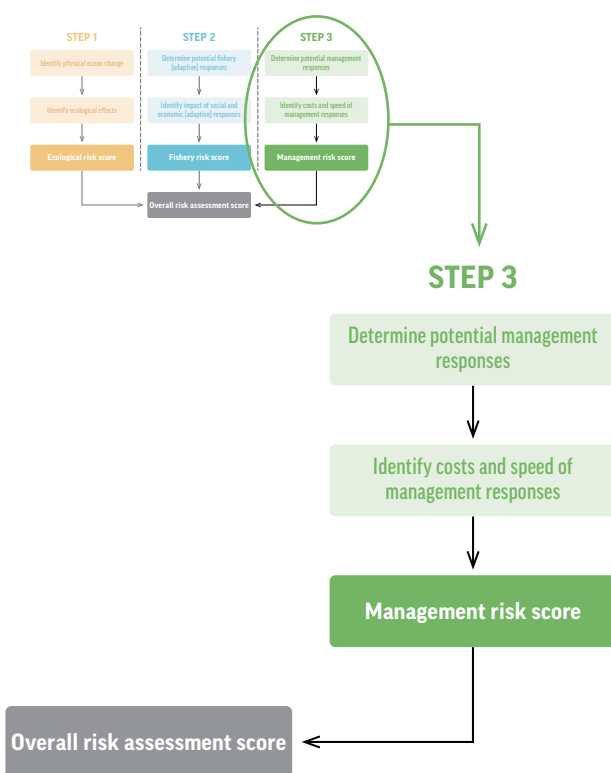 STEP 1
Identify physical ocean change
Identify ecological effects
Ecological risk score
STEP 2
Determine potential fishery
(adaptive) responses
Identify impact of social and
economic (adaptive) responses
Fishery risk score
STEP 3
Determine potential management
responses
Identify costs and speed of
management responses
Management risk score
Overall risk assessment score
STEP 3
Determine potential management
responses
Identify costs and speed of
management responses
Management risk score
Overall risk assessment score